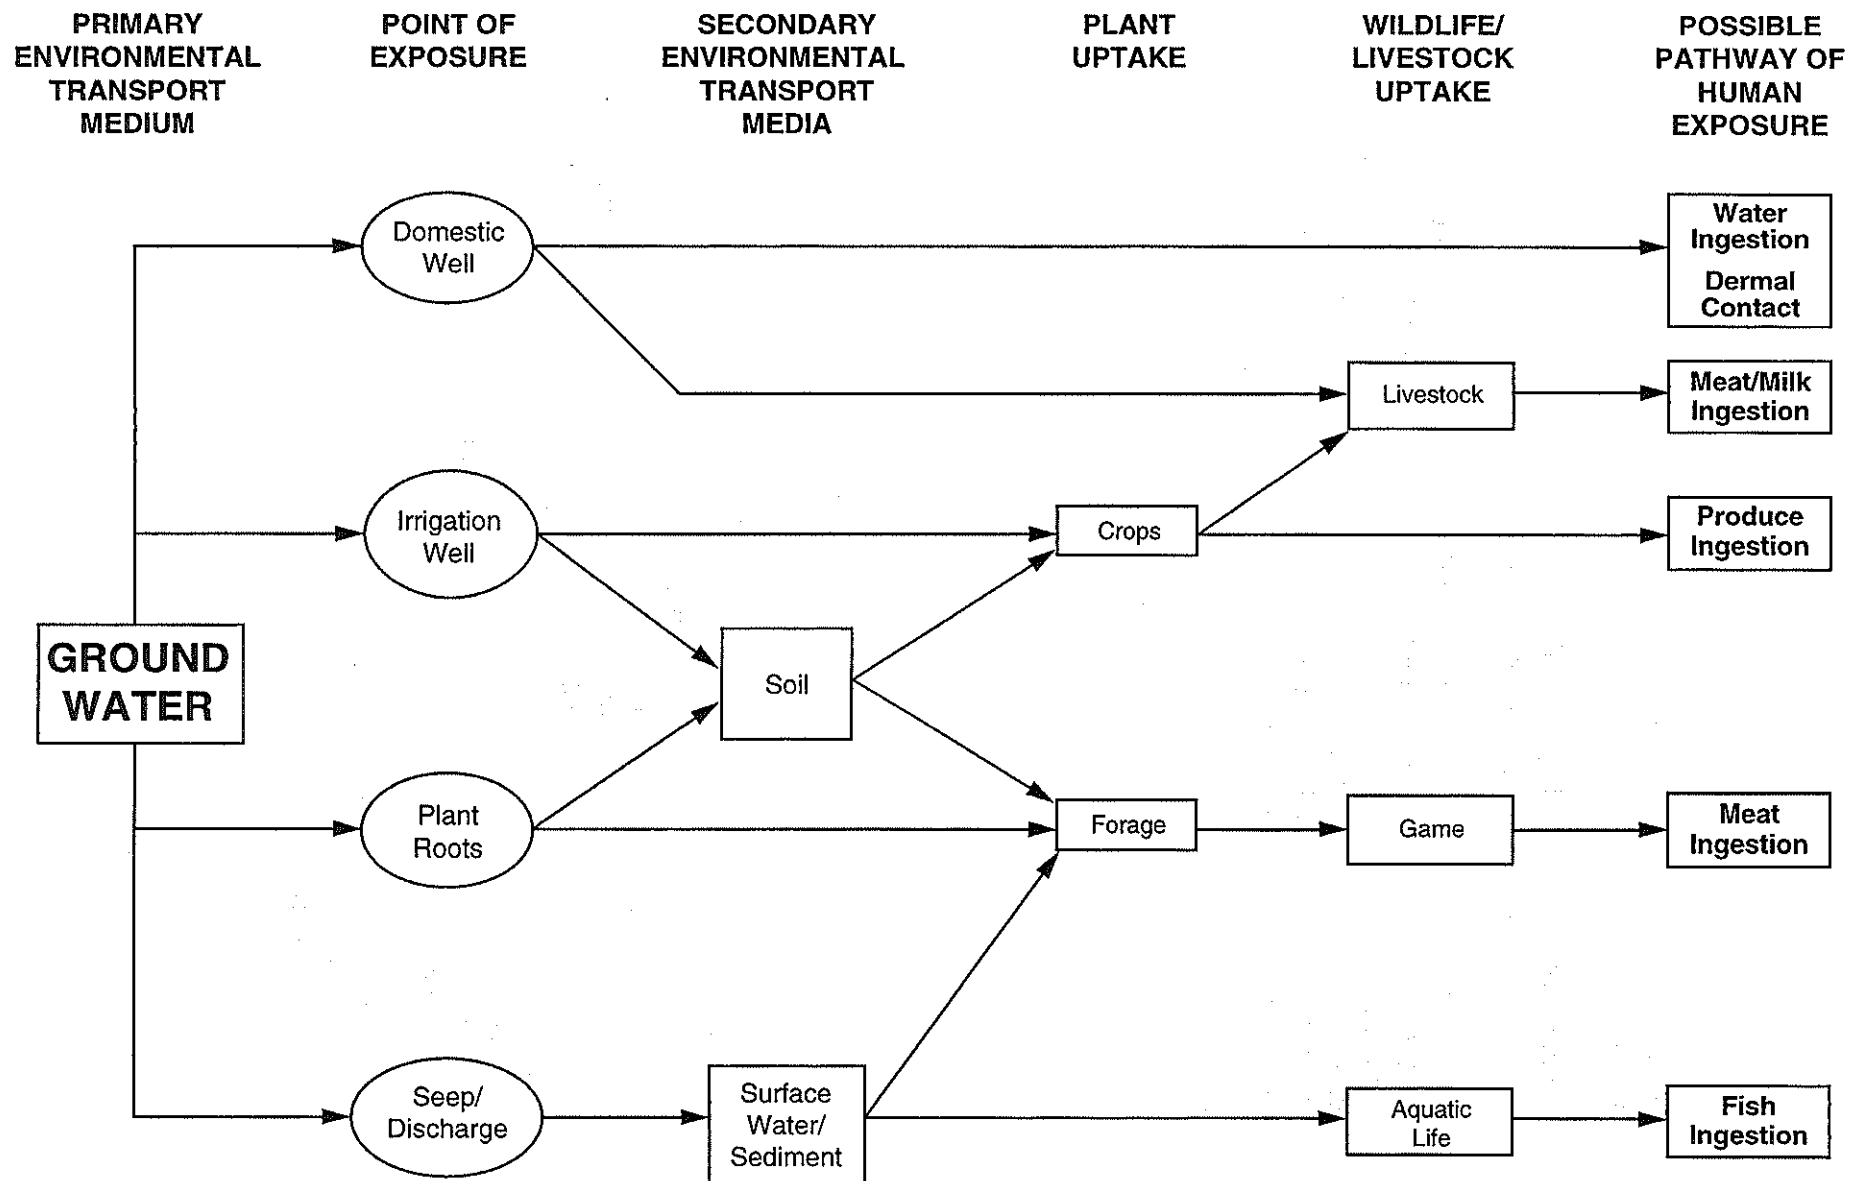 PRIMARY
ENVIRONMENTAL
TRANSPORT
MEDIUM
POINT OF
EXPOSURE
SECONDARY
ENVIRONMENTAL
TRANSPORT
MEDIA
PLANT
UPTAKE
WILDLIFE/
LIVESTOCK
UPTAKE
POSSIBLE
PATHWAY OF
HUMAN
EXPOSURE
Domestic
Well
Water
Ingestion
Dermal
Contact
Livestock
Meat/Milk
Ingestion
Irrigation
Well
Crops
Produce
Ingestion
GROUND
WATER
Soil
Plant
Roots
Forage
Game
Meat
Ingestion
Seep/
Discharge
Surface
Water/
Sediment
Aquatic
Life
Fish
Ingestion